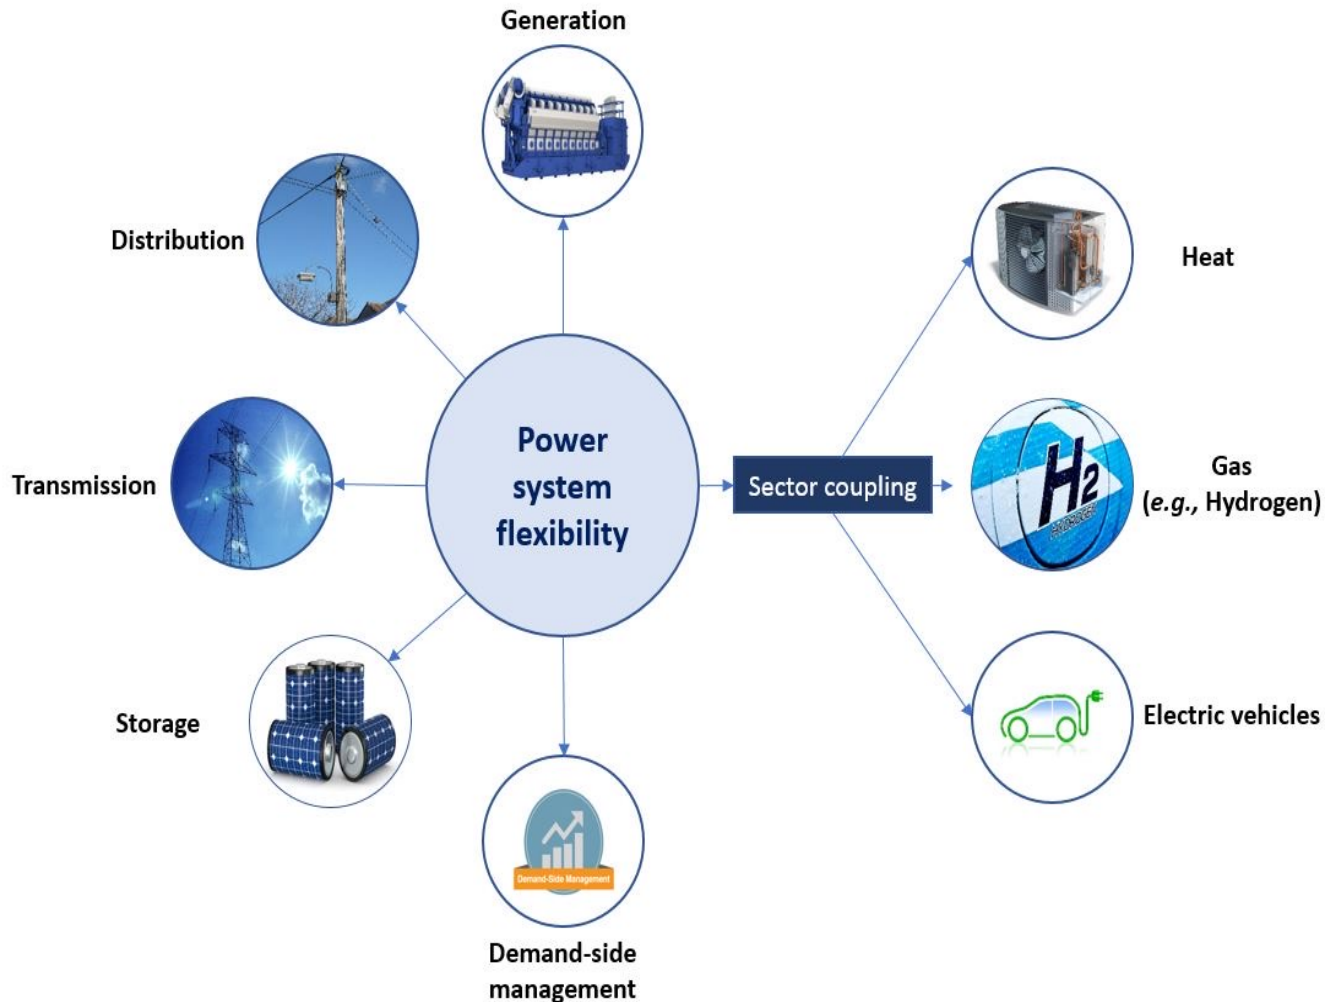 Generation
Distribution
Heat
Transmission
Power
system
flexibility
Sector coupling
H2
HYDROGEN
Gas
(e.g., Hydrogen)
Storage
Electric vehicles
Demand-Side Management
Demand-side
management